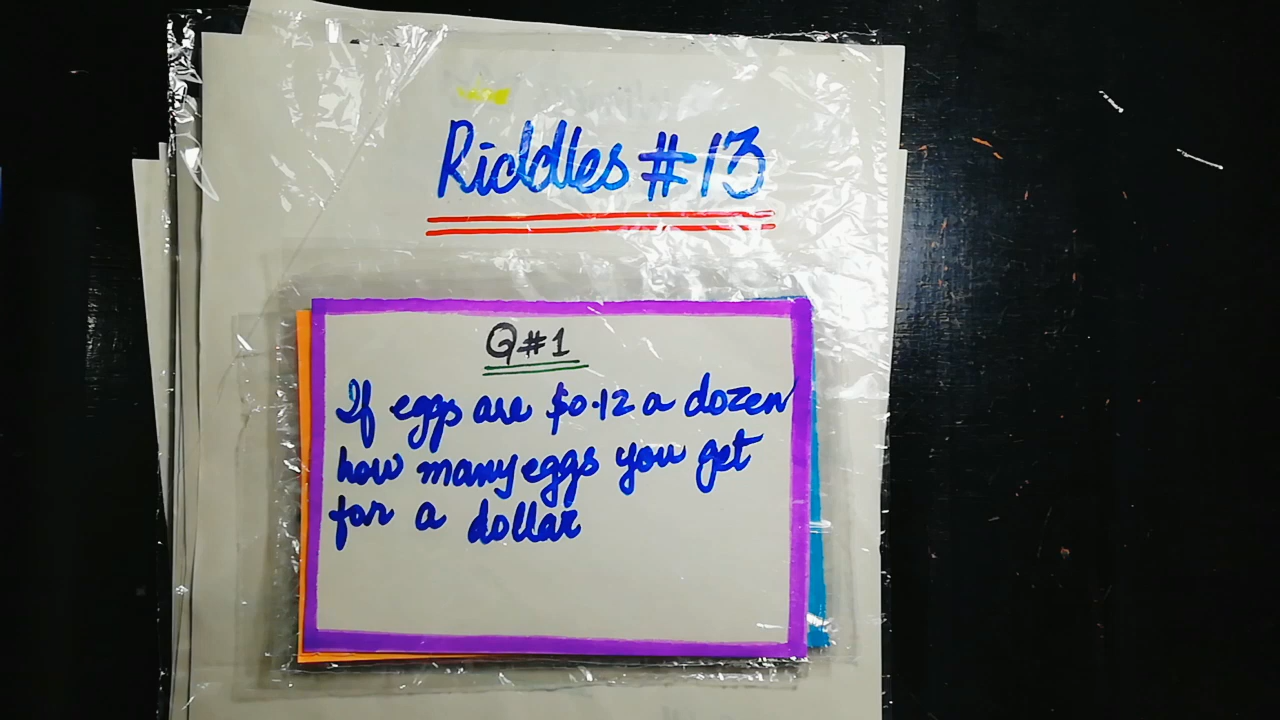 Riddles #13
Q#1
If eggs are $0.12 a dozen
how many eggs you get
for a dollar